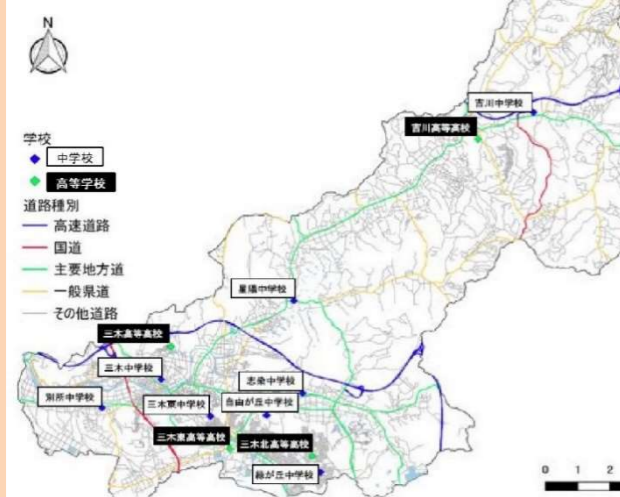 N
学校
中学校
高等学校
道路種別
高速道路
国道
主要地方道
一般県道
その他道路
吉川中学校
吉川高等学校
星陽中学校
三木高等高校
三木中学校
志染中学校
別所中学校
三木東中学校
自由が丘中学校
三木東高等高校
三木北高等高校
緑が丘中学校
0 1 2